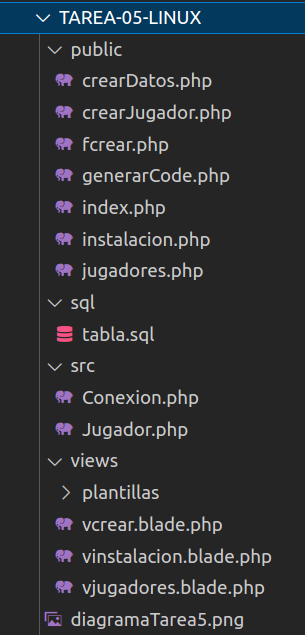 TAREA-05-LINUX
public
crearDatos.php
crearJugador.php
fcrear.php
generarCode.php
index.php
instalacion.php
jugadores.php
sql
tabla.sql
src
Conexion.php
Jugador.php
views
plantillas
vcrear.blade.php
vinstalacion.blade.php
vjugadores.blade.php
diagramaTarea5.png